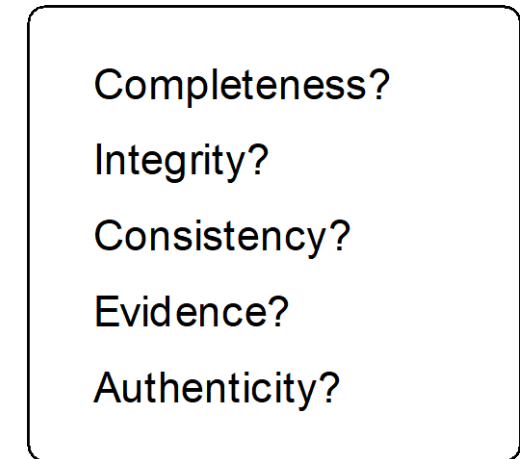 Completeness?
Integrity?
Consistency?
Evidence?
Authenticity?